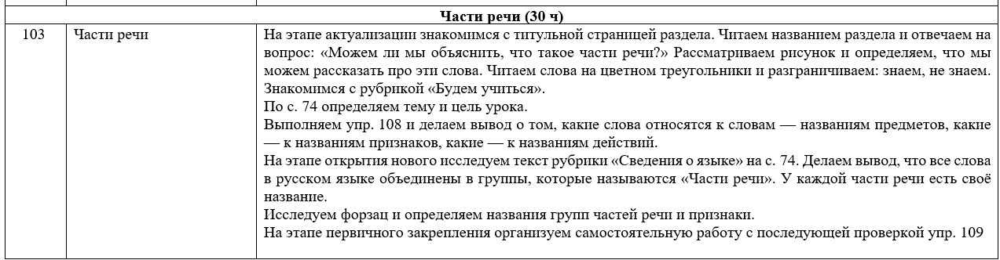 Части речи (30 ч)
103
Части речи
На этапе актуализации знакомимся с титульной страницей раздела. Читаем названием раздела и отвечаем на
вопрос: «Можем ли мы объяснить, что такое части речи?» Рассматриваем рисунок и определяем, что мы
можем рассказать про эти слова. Читаем слова на цветном треугольники и разграничиваем: знаем, не знаем.
Знакомимся с рубрикой «Будем учиться».
По с. 74 определяем тему и цель урока.
Выполняем упр. 108 и делаем вывод о том, какие слова относятся к словам — названиям предметов, какие
— к названиям признаков, какие — к названиям действий.
На этапе открытия нового исследуем текст рубрики «Сведения о языке» на с. 74. Делаем вывод, что все слова
в русском языке объединены в группы, которые называются «Части речи». У каждой части речи есть своё
название.
Исследуем форзац и определяем названия групп частей речи и признаки.
На этапе первичного закрепления организуем самостоятельную работу с последующей проверкой упр. 109